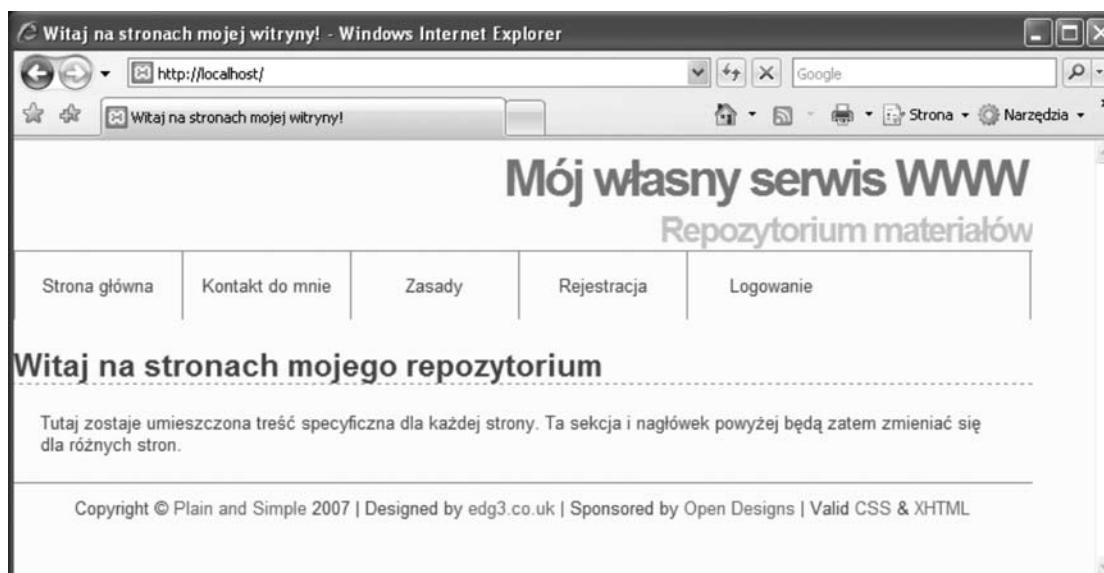 Witaj na stronach mojej witryny! - Windows Internet Explorer
http://localhost/
Google
Witaj na stronach mojej witryny!
Strona
Narzędzia
Mój własny serwis WWW
Repozytorium materiałów
Strona główna
Kontakt do mnie
Zasady
Rejestracja
Logowanie
Witaj na stronach mojego repozytorium
Tutaj zostaje umieszczona treść specyficzna dla każdej strony. Ta sekcja i nagłówek powyżej będą zatem zmieniać się
dla różnych stron.
Copyright © Plain and Simple 2007 | Designed by edg3.co.uk | Sponsored by Open Designs | Valid CSS & XHTML